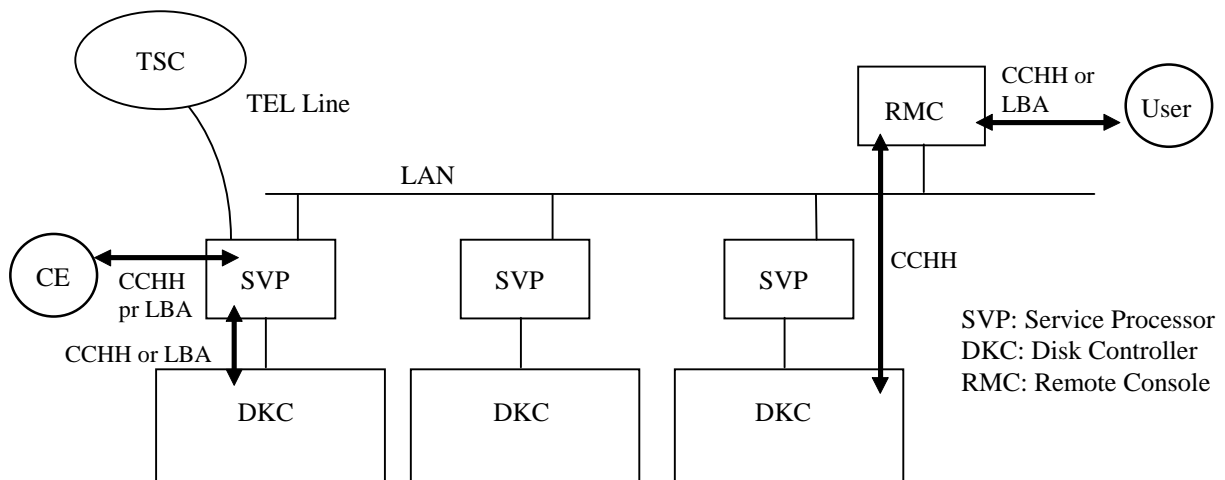 TSC
TEL Line
RMC
CCHH or
LBA
User
LAN
CE
CCHH
pr LBA
SVP
SVP
SVP
CCHH
CCHH or LBA
SVP: Service Processor
DKC: Disk Controller
RMC: Remote Console
DKC
DKC
DKC